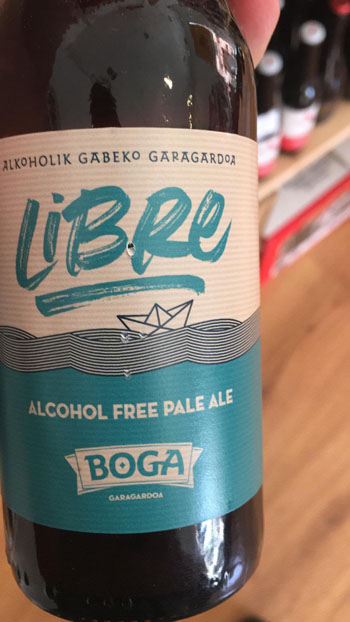 ALKOHOLIK GABEKO GARAGARDOA
LiBRe
ALCOHOL FREE PALE ALE
BOGA
GARAGARDOA